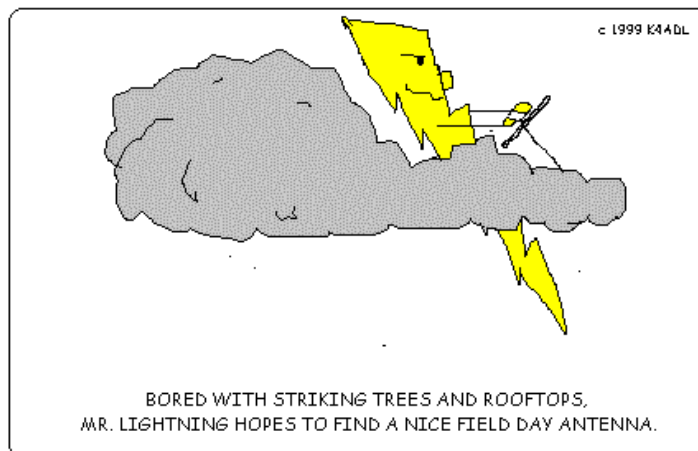 c 1999 K4ADL
BORED WITH STRIKING TREES AND ROOFTOPS,
MR. LIGHTNING HOPES TO FIND A NICE FIELD DAY ANTENNA.